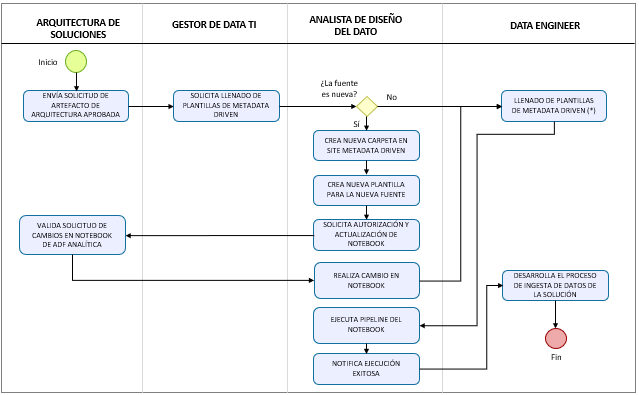 ARQUITECTURA DE
SOLUCIONES
GESTOR DE DATA TI
ANALISTA DE DISEÑO
DEL DATO
DATA ENGINEER
Inicio
ENVÍA SOLICITUD DE
ARTEFACTO DE
ARQUITECTURA APROBADA
SOLICITA LLENADO DE
PLANTILLAS DE METADATA
DRIVEN
¿La fuente
es nueva?
No
Sí
LLENADO DE PLANTILLAS
DE METADATA DRIVEN (*)
CREA NUEVA CARPETA EN
SITE METADATA DRIVEN
CREA NUEVA PLANTILLA
PARA LA NUEVA FUENTE
SOLICITA AUTORIZACIÓN Y
ACTUALIZACIÓN DE
NOTEBOOK
VALIDA SOLICITUD DE
CAMBIOS EN NOTEBOOK
DE ADF ANALÍTICA
REALIZA CAMBIO EN
NOTEBOOK
DESARROLLA EL PROCESO
DE INGESTA DE DATOS DE
LA SOLUCIÓN
EJECUTA PIPELINE DEL
NOTEBOOK
NOTIFICA EJECUCIÓN
EXITOSA
Fin